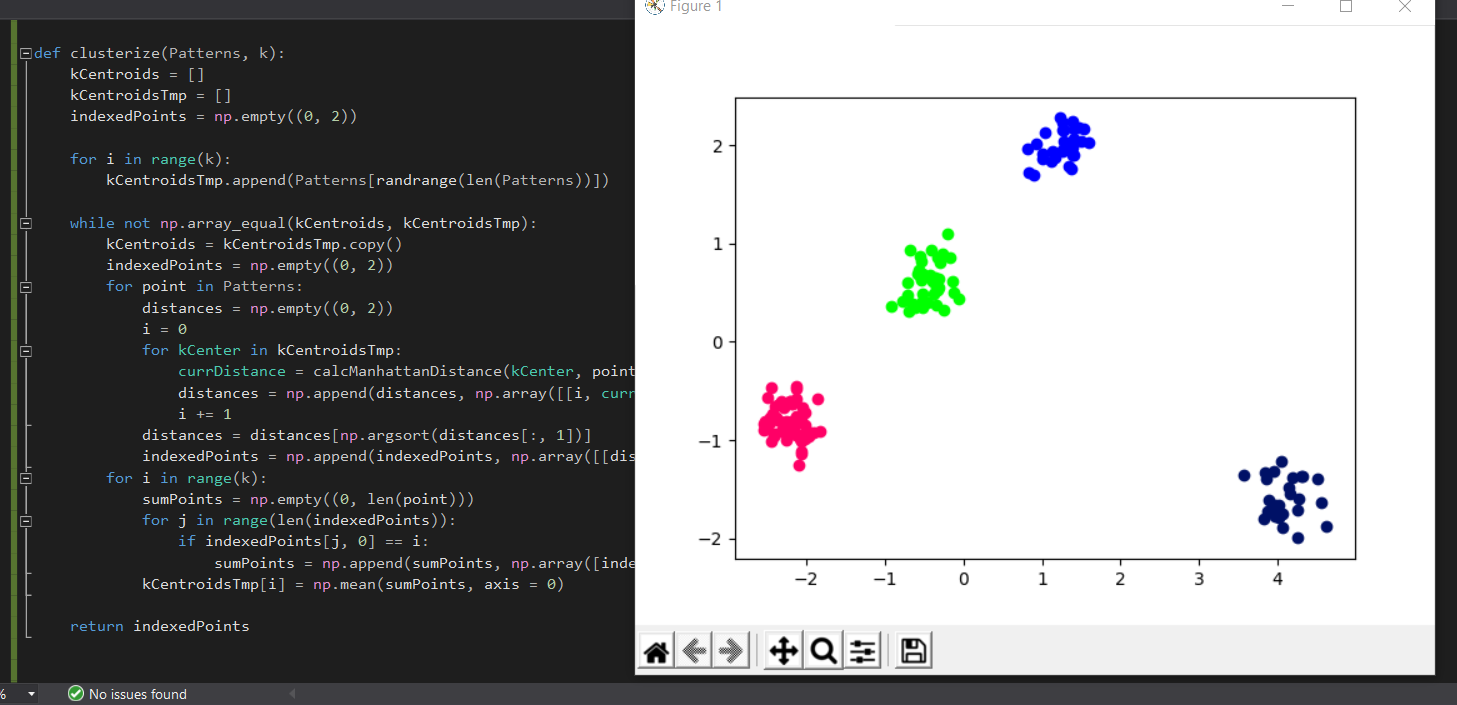 def clusterize(Patterns, k):
    kCentroids = []
    kCentroidsTmp = []
    indexedPoints = np.empty((0, 2))
    for i in range(k):
        kCentroidsTmp.append(Patterns[randrange(len(Patterns))])
    while not np.array_equal(kCentroids, kCentroidsTmp):
        kCentroids = kCentroidsTmp.copy()
        indexedPoints = np.empty((0, 2))
        for point in Patterns:
            distances = np.empty((0, 2))
            i = 0
            for kCenter in kCentroidsTmp:
                currDistance = calcManhattanDistance(kCenter, point
                distances = np.append(distances, np.array([[i, curr
                i += 1
            distances = distances[np.argsort(distances[:, 1])]
            indexedPoints = np.append(indexedPoints, np.array([[dis
        for i in range(k):
            sumPoints = np.empty((0, len(point)))
            for j in range(len(indexedPoints)):
                if indexedPoints[j, 0] == i:
                    sumPoints = np.append(sumPoints, np.array([inde
            kCentroidsTmp[i] = np.mean(sumPoints, axis = 0)
    return indexedPoints
% No issues found
Figure 1
2
1
0
−1
−2
−2 −1 0 1 2 3 4